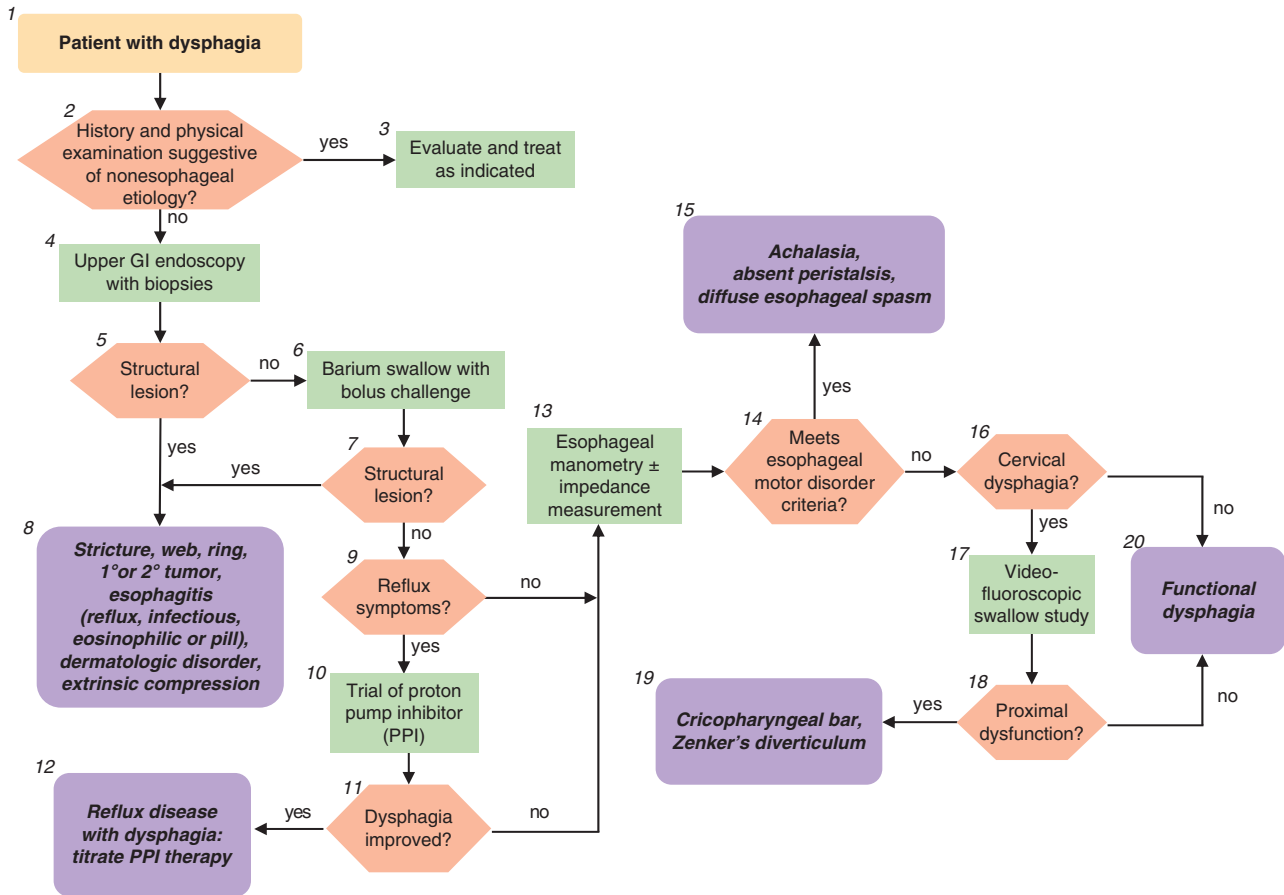 1
Patient with dysphagia
2
History and physical
examination suggestive
of nonesophageal
etiology?
yes
3
Evaluate and treat
as indicated
no
4
Upper GI endoscopy
with biopsies
5
Structural
lesion?
no
6
Barium swallow with
bolus challenge
yes
7
Structural
lesion?
yes
no
8
Stricture, web, ring,
1°or 2° tumor,
esophagitis
(reflux, infectious,
eosinophilic or pill),
dermatologic disorder,
extrinsic compression
9
Reflux
symptoms?
no
yes
10
Trial of proton
pump inhibitor
(PPI)
11
Dysphagia
improved?
yes
no
12
Reflux disease
with dysphagia:
titrate PPI therapy
13
Esophageal
manometry ±
impedance
measurement
14
Meets
esophageal
motor disorder
criteria?
yes
no
15
Achalasia,
absent peristalsis,
diffuse esophageal spasm
16
Cervical
dysphagia?
yes
no
17
Video-
fluoroscopic
swallow study
18
Proximal
dysfunction?
yes
no
19
Cricopharyngeal bar,
Zenker's diverticulum
20
Functional
dysphagia